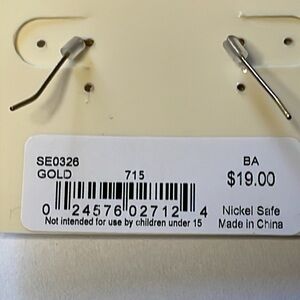 SE0326 BA
GOLD 715 $19.00
0 24576 02712 4 Nickel Safe
Not intended for use by children under 15 Made in China